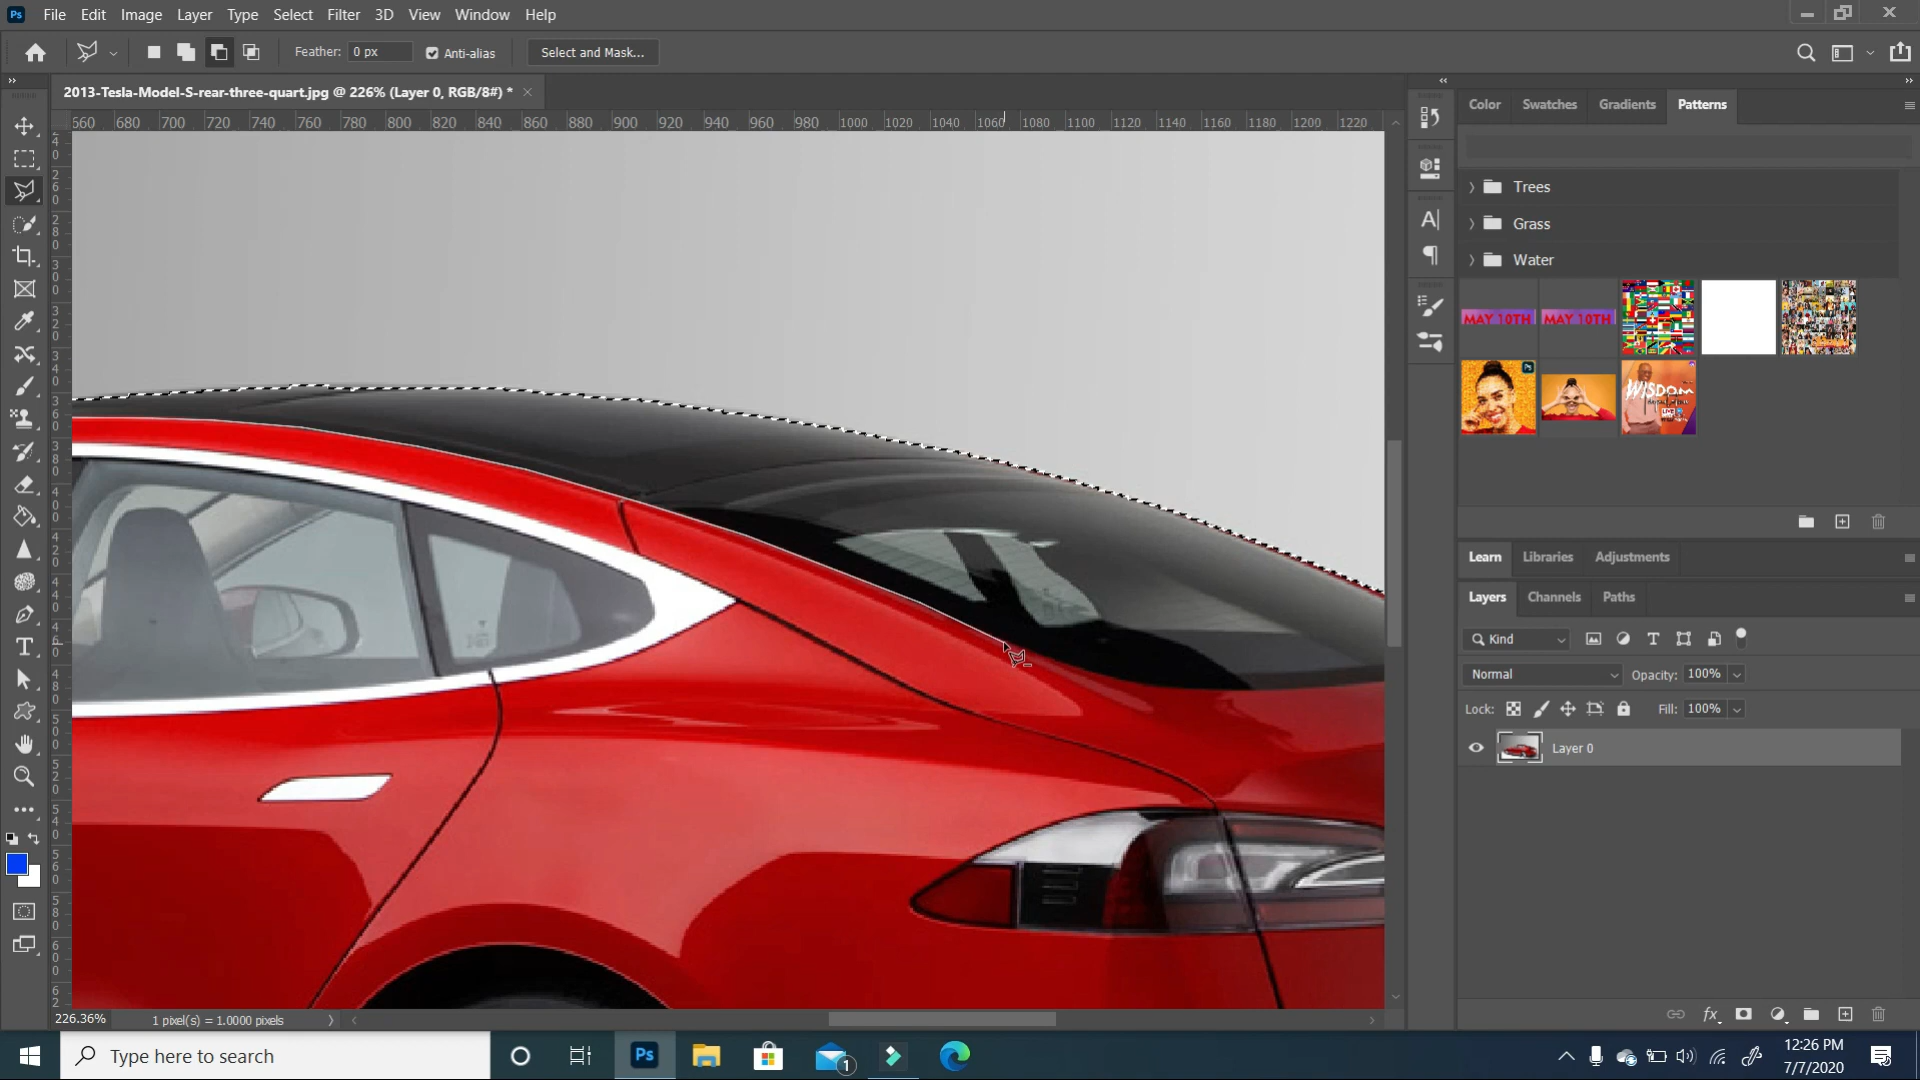 Ps File Edit Image Layer Type Select Filter 3D View Window Help
Feather: 0 px Anti-alias Select and Mask...
2013-Tesla-Model-S-rear-three-quart.jpg @ 226% (Layer 0, RGB/8#) *
660 680 700 720 740 760 780 800 820 840 860 880 900 920 940 960 980 1000 1020 1040 1060 1080 1100 1120 1140 1160 1180 1200 1220
Color Swatches Gradients Patterns
Trees
Grass
Water
MAY 10TH MAY 10TH
WISDOM
Learn Libraries Adjustments
Layers Channels Paths
Kind
Normal Opacity: 100%
Lock: Fill: 100%
Layer 0
226.36% 1 pixel(s) = 1.0000 pixels
Type here to search
Ps
1
12:26 PM
7/7/2020